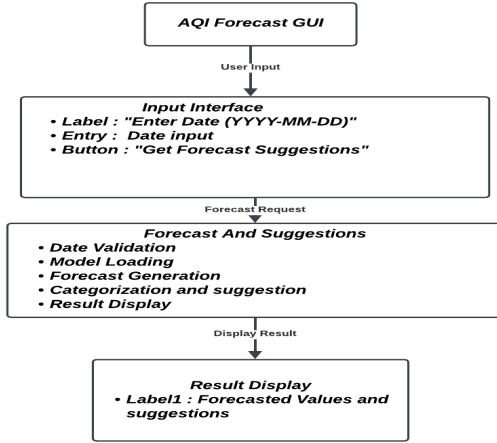 AQI Forecast GUI
User Input
Input Interface
• Label : "Enter Date (YYYY-MM-DD)"
• Entry : Date input
• Button : "Get Forecast Suggestions"
Forecast Request
Forecast And Suggestions
• Date Validation
• Model Loading
• Forecast Generation
• Categorization and suggestion
• Result Display
Display Result
Result Display
• Label1 : Forecasted Values and
suggestions